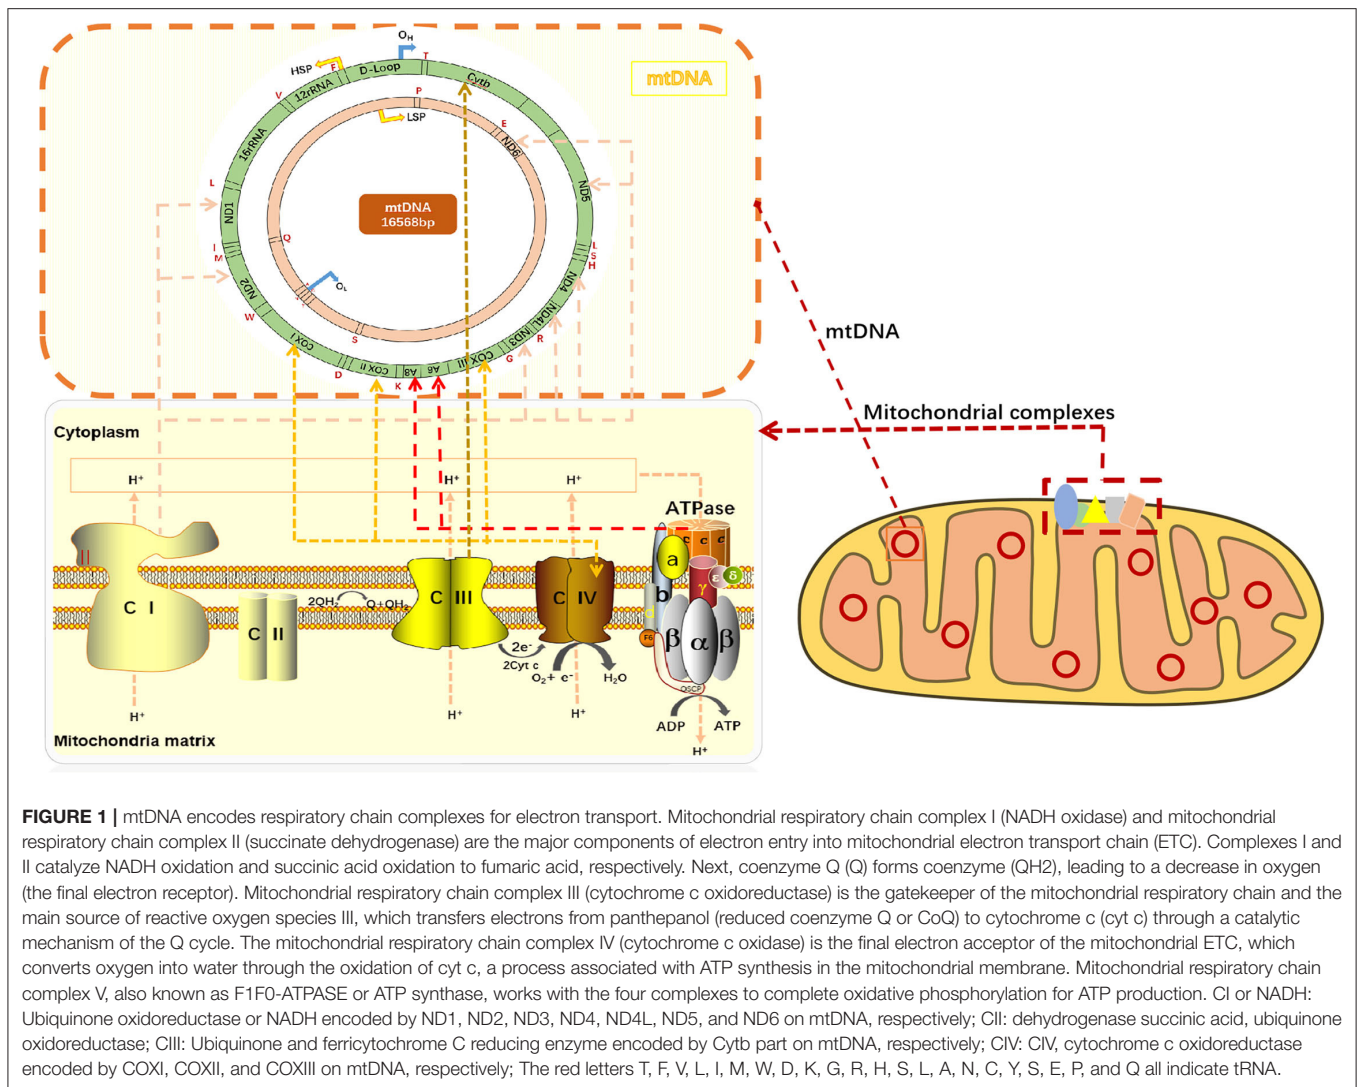 mtDNA
OH
HSP
F
D-Loop
T
Cytb
V
12rRNA
P
LSP
E
ND6
16rRNA
L
ND1
ND5
mtDNA
16568bp
Q
I
M
L
S
H
ND2
OL
ND4
W
ND4L
ND3
R
S
G
COX I
COX III
D
COX II
K
A8
A6
mtDNA
Mitochondrial complexes
Cytoplasm
H+
H+
H+
ATPase
c
c
c
a
ε
δ
γ
b
d
C I
C II
2QH2
Q+QH2
C III
C IV
F6
β
α
β
2e-
2Cyt c
O2+ e-
H2O
OSCP
ADP
ATP
H+
H+
H+
H+
Mitochondria matrix
FIGURE 1 | mtDNA encodes respiratory chain complexes for electron transport. Mitochondrial respiratory chain complex I (NADH oxidase) and mitochondrial
respiratory chain complex II (succinate dehydrogenase) are the major components of electron entry into mitochondrial electron transport chain (ETC). Complexes I and
II catalyze NADH oxidation and succinic acid oxidation to fumaric acid, respectively. Next, coenzyme Q (Q) forms coenzyme (QH2), leading to a decrease in oxygen
(the final electron receptor). Mitochondrial respiratory chain complex III (cytochrome c oxidoreductase) is the gatekeeper of the mitochondrial respiratory chain and the
main source of reactive oxygen species III, which transfers electrons from panthepanol (reduced coenzyme Q or CoQ) to cytochrome c (cyt c) through a catalytic
mechanism of the Q cycle. The mitochondrial respiratory chain complex IV (cytochrome c oxidase) is the final electron acceptor of the mitochondrial ETC, which
converts oxygen into water through the oxidation of cyt c, a process associated with ATP synthesis in the mitochondrial membrane. Mitochondrial respiratory chain
complex V, also known as F1F0-ATPASE or ATP synthase, works with the four complexes to complete oxidative phosphorylation for ATP production. CI or NADH:
Ubiquinone oxidoreductase or NADH encoded by ND1, ND2, ND3, ND4, ND4L, ND5, and ND6 on mtDNA, respectively; CII: dehydrogenase succinic acid, ubiquinone
oxidoreductase; CIII: Ubiquinone and ferricytochrome C reducing enzyme encoded by Cytb part on mtDNA, respectively; CIV: CIV, cytochrome c oxidoreductase
encoded by COXI, COXII, and COXIII on mtDNA, respectively; The red letters T, F, V, L, I, M, W, D, K, G, R, H, S, L, A, N, C, Y, S, E, P, and Q all indicate tRNA.